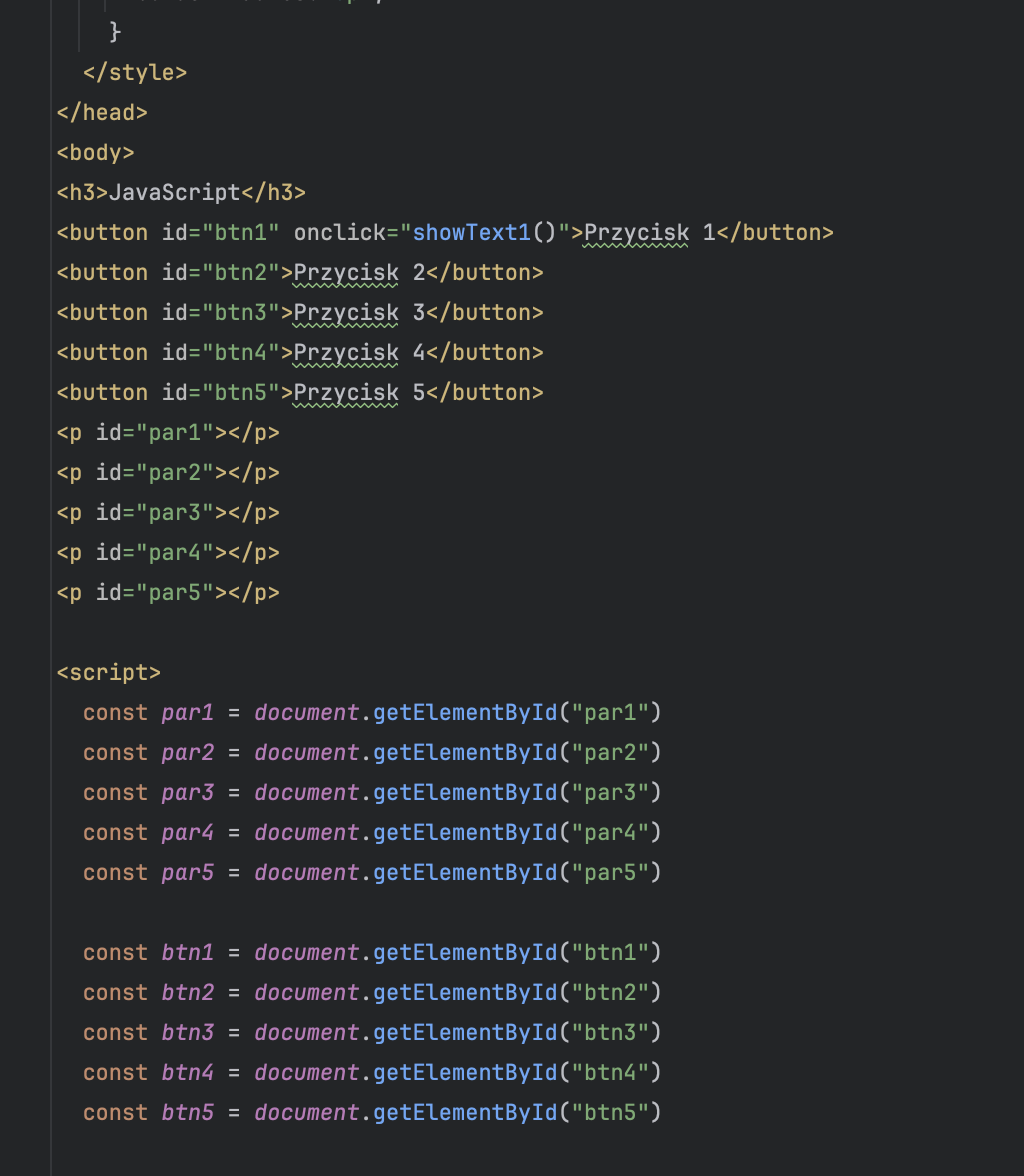 }
</style>
</head>
<body>
<h3>JavaScript</h3>
<button id="btn1" onclick="showText1()">Przycisk 1</button>
<button id="btn2">Przycisk 2</button>
<button id="btn3">Przycisk 3</button>
<button id="btn4">Przycisk 4</button>
<button id="btn5">Przycisk 5</button>
<p id="par1"></p>
<p id="par2"></p>
<p id="par3"></p>
<p id="par4"></p>
<p id="par5"></p>
<script>
const par1 = document.getElementById("par1")
const par2 = document.getElementById("par2")
const par3 = document.getElementById("par3")
const par4 = document.getElementById("par4")
const par5 = document.getElementById("par5")
const btn1 = document.getElementById("btn1")
const btn2 = document.getElementById("btn2")
const btn3 = document.getElementById("btn3")
const btn4 = document.getElementById("btn4")
const btn5 = document.getElementById("btn5")